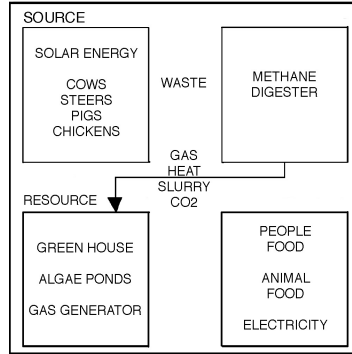 SOURCE
SOLAR ENERGY
COWS
STEERS
PIGS
CHICKENS
WASTE
METHANE
DIGESTER
GAS
HEAT
SLURRY
CO2
RESOURCE
GREEN HOUSE
ALGAE PONDS
GAS GENERATOR
PEOPLE
FOOD
ANIMAL
FOOD
ELECTRICITY